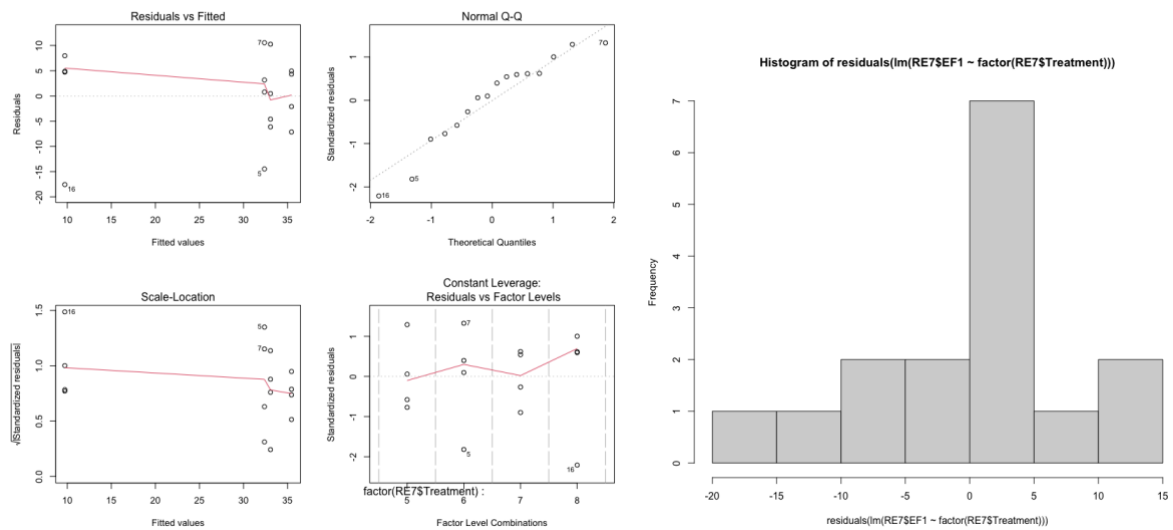 Residuals vs Fitted
Residuals
10
5
0
-5
-10
-15
-20
7
5
16
10 15 20 25 30 35
Fitted values
Normal Q-Q
Standardized residuals
1
0
-1
-2
7
5
16
-2 -1 0 1 2
Theoretical Quantiles
Scale-Location
√|Standardized residuals|
1.5
1.0
0.5
0.0
16
5
7
10 15 20 25 30 35
Fitted values
Constant Leverage:
Residuals vs Factor Levels
Standardized residuals
1
0
-1
-2
7
5
16
factor(RE7$Treatment) :
5 6 7 8
Factor Level Combinations
Histogram of residuals(lm(RE7$EF1 ~ factor(RE7$Treatment)))
Frequency
7
6
5
4
3
2
1
0
-20 -15 -10 -5 0 5 10 15
residuals(lm(RE7$EF1 ~ factor(RE7$Treatment)))